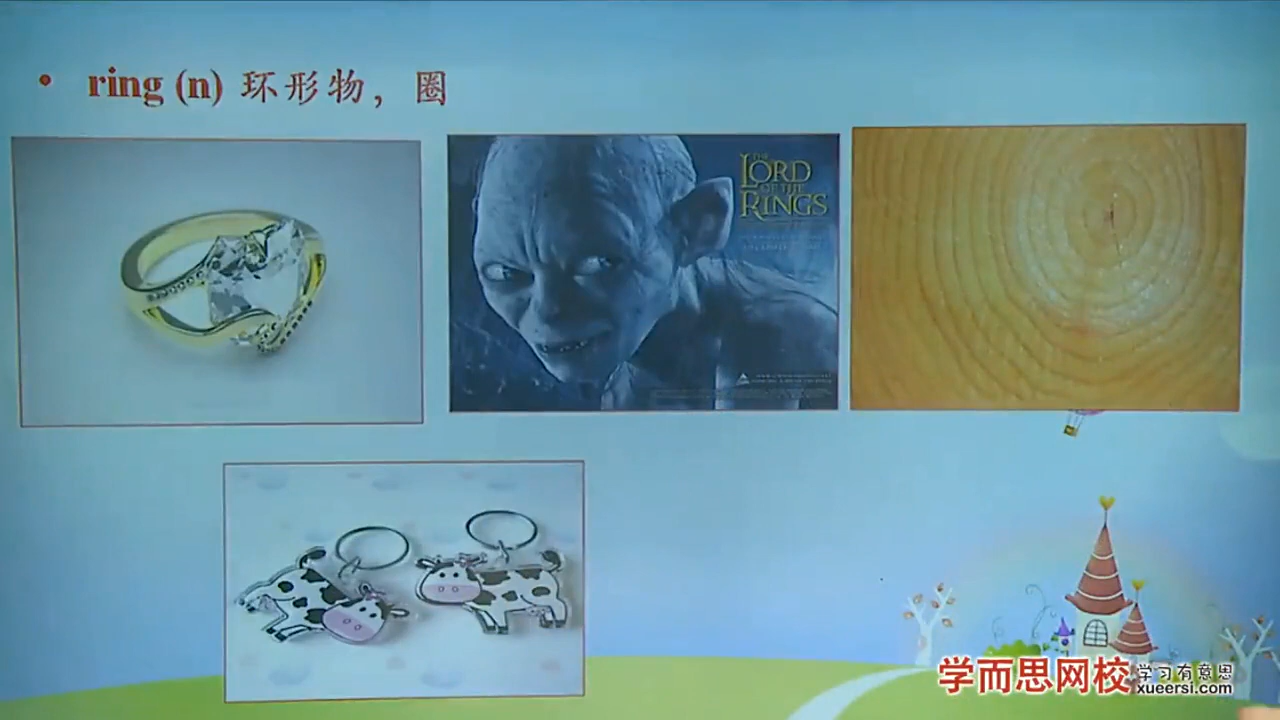 • ring (n) 环形物，圈
THE
LORD
OF THE
RINGS
学而思网校
学习有意思
xueersi.com